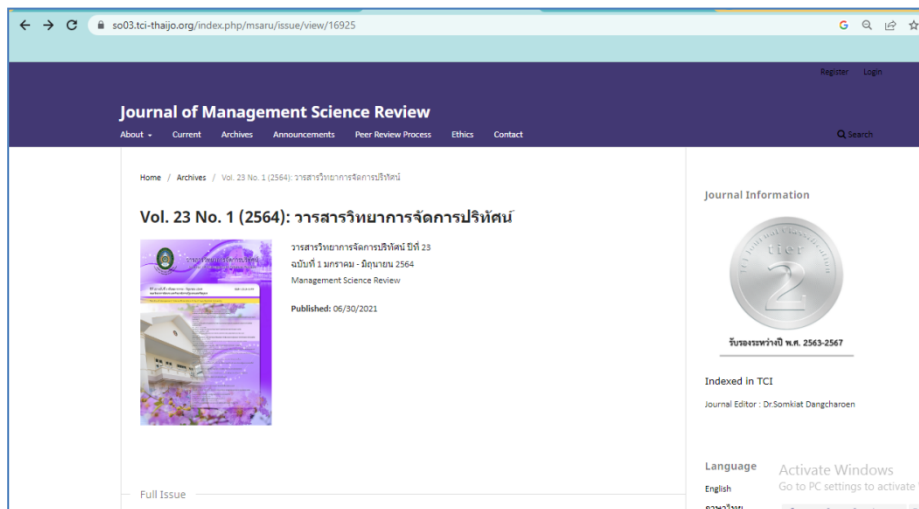 so03.tci-thaijo.org/index.php/msaru/issue/view/16925
Register Login
Journal of Management Science Review
About Current Archives Announcements Peer Review Process Ethics Contact
Search
Home / Archives / Vol. 23 No. 1 (2564): วารสารวิทยาการจัดการปริทัศน์
Vol. 23 No. 1 (2564): วารสารวิทยาการจัดการปริทัศน์
วารสารวิทยาการจัดการปริทัศน์ ปีที่ 23
ฉบับที่ 1 มกราคม - มิถุนายน 2564
Management Science Review
Published: 06/30/2021
Full Issue
Journal Information
tier
2
รับรองระหว่างปี พ.ศ. 2563-2567
Indexed in TCI
Journal Editor : Dr.Somkiat Dangcharoen
Language
English
ภาษาไทย
Activate Windows
Go to PC settings to activate